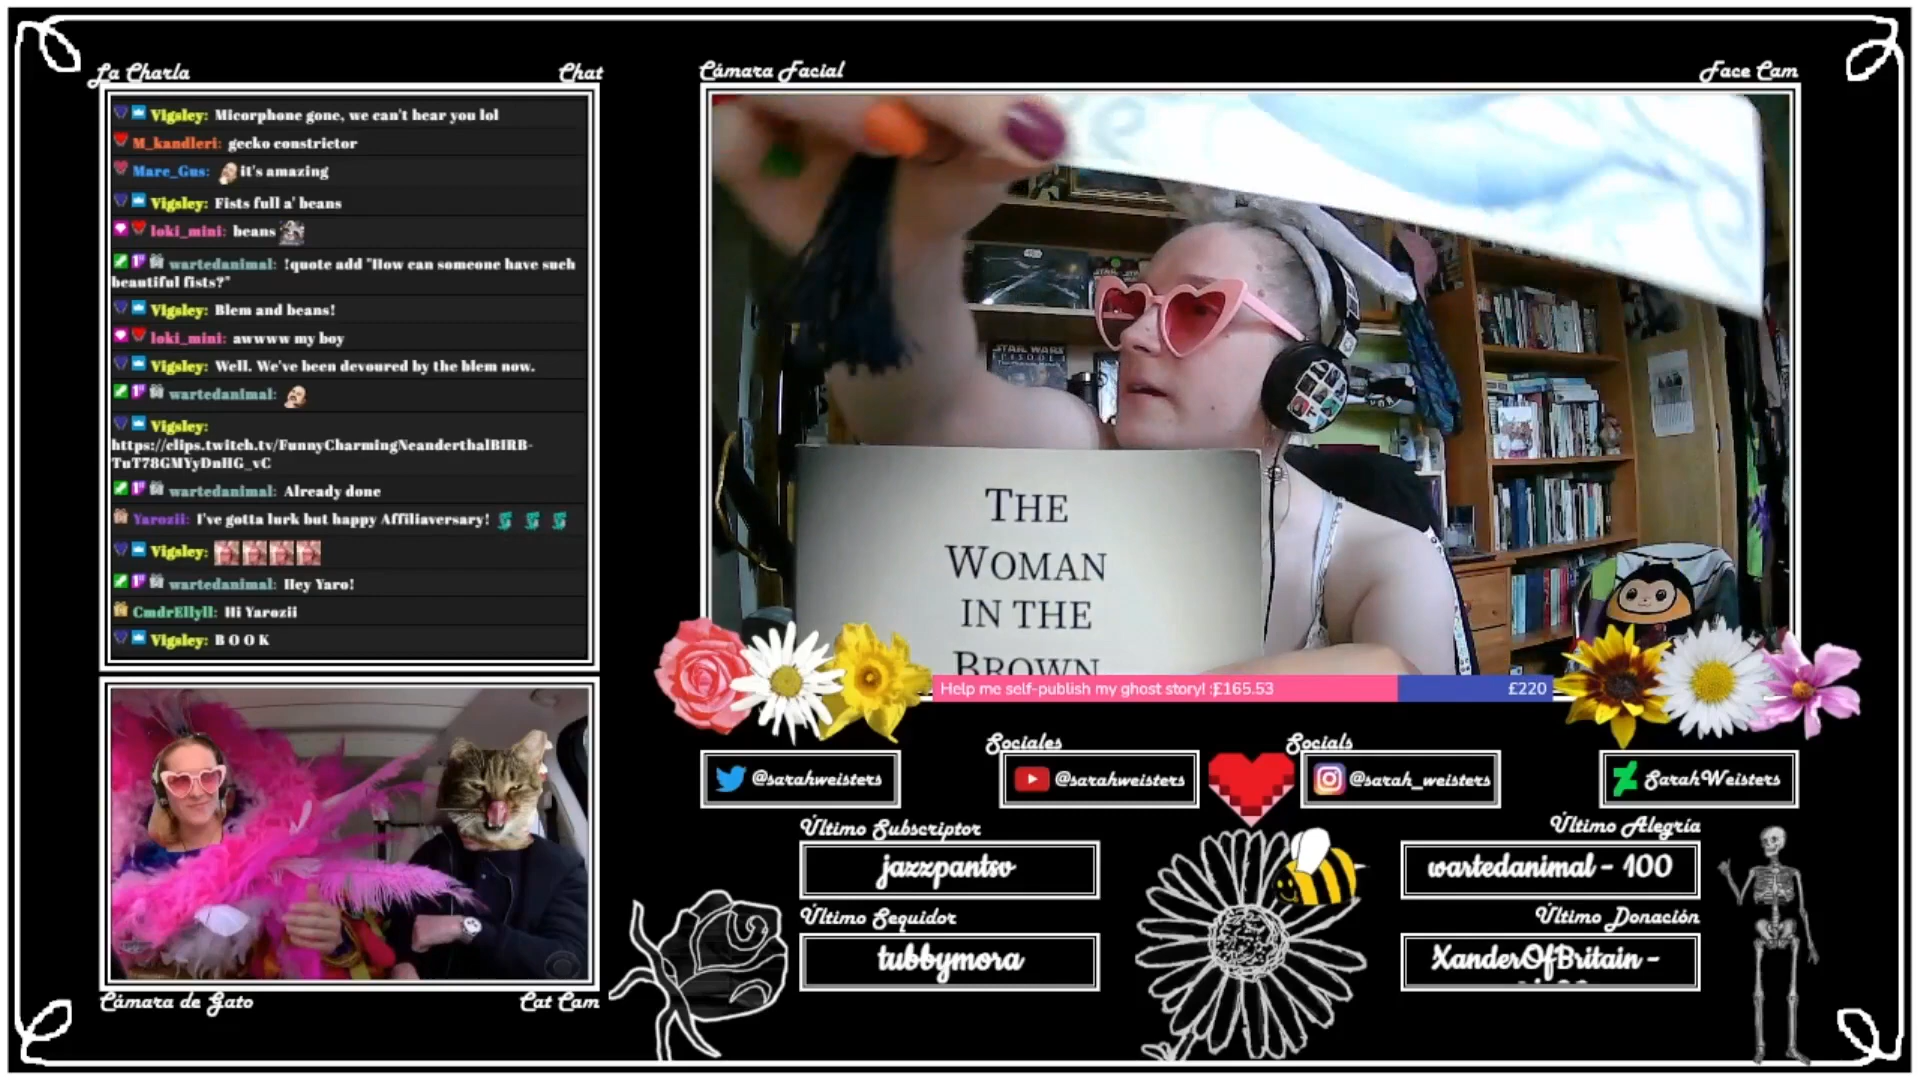 La Charla
Chat
Vigsley: Micorphone gone, we can't hear you lol
M_kandleri: gecko constrictor
Marc_Gus: it's amazing
Vigsley: Fists full a' beans
loki_mini: beans
wartedanimal: !quote add "How can someone have such
beautiful fists?"
Vigsley: Blem and beans!
loki_mini: awwww my boy
Vigsley: Well. We've been devoured by the blem now.
wartedanimal:
Vigsley:
https://clips.twitch.tv/FunnyCharmingNeanderthalBIRB-
TuT78GMYyDnHG_vC
wartedanimal: Already done
Yarozii: I've gotta lurk but happy Affiliaversary!
Vigsley:
wartedanimal: Hey Yaro!
CmdrEllyll: Hi Yarozii
Vigsley: B O O K
Cámara de Gato
Cat Cam
Cámara Facial
Face Cam
STAR WARS
EPISODE I
THE
WOMAN
IN THE
BROWN
Help me self-publish my ghost story! :£165.53
£220
Sociales
Socials
@sarahweisters
@sarahweisters
@sarah_weisters
SarahWeisters
Último Subscriptor
jazzpantsv
Último Alegría
wartedanimal - 100
Último Sequidor
tubbymora
Último Donación
XanderOfBritain -